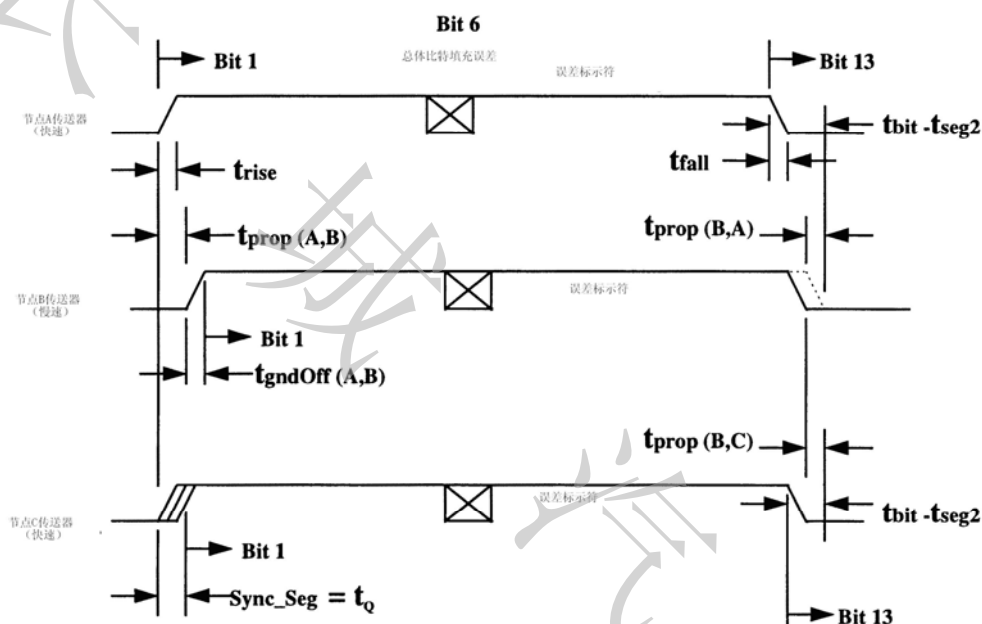 Bit 6
Bit 1
总体比特填充误差
误差标示符
Bit 13
节点A传送器
（快速）
tbit -tseg2
trise
tfall
tprop (A,B)
tprop (B,A)
节点B传送器
（慢速）
误差标示符
Bit 1
tgndOff (A,B)
tprop (B,C)
节点C传送器
（快速）
误差标示符
tbit -tseg2
Bit 1
Sync_Seg = tQ
Bit 13